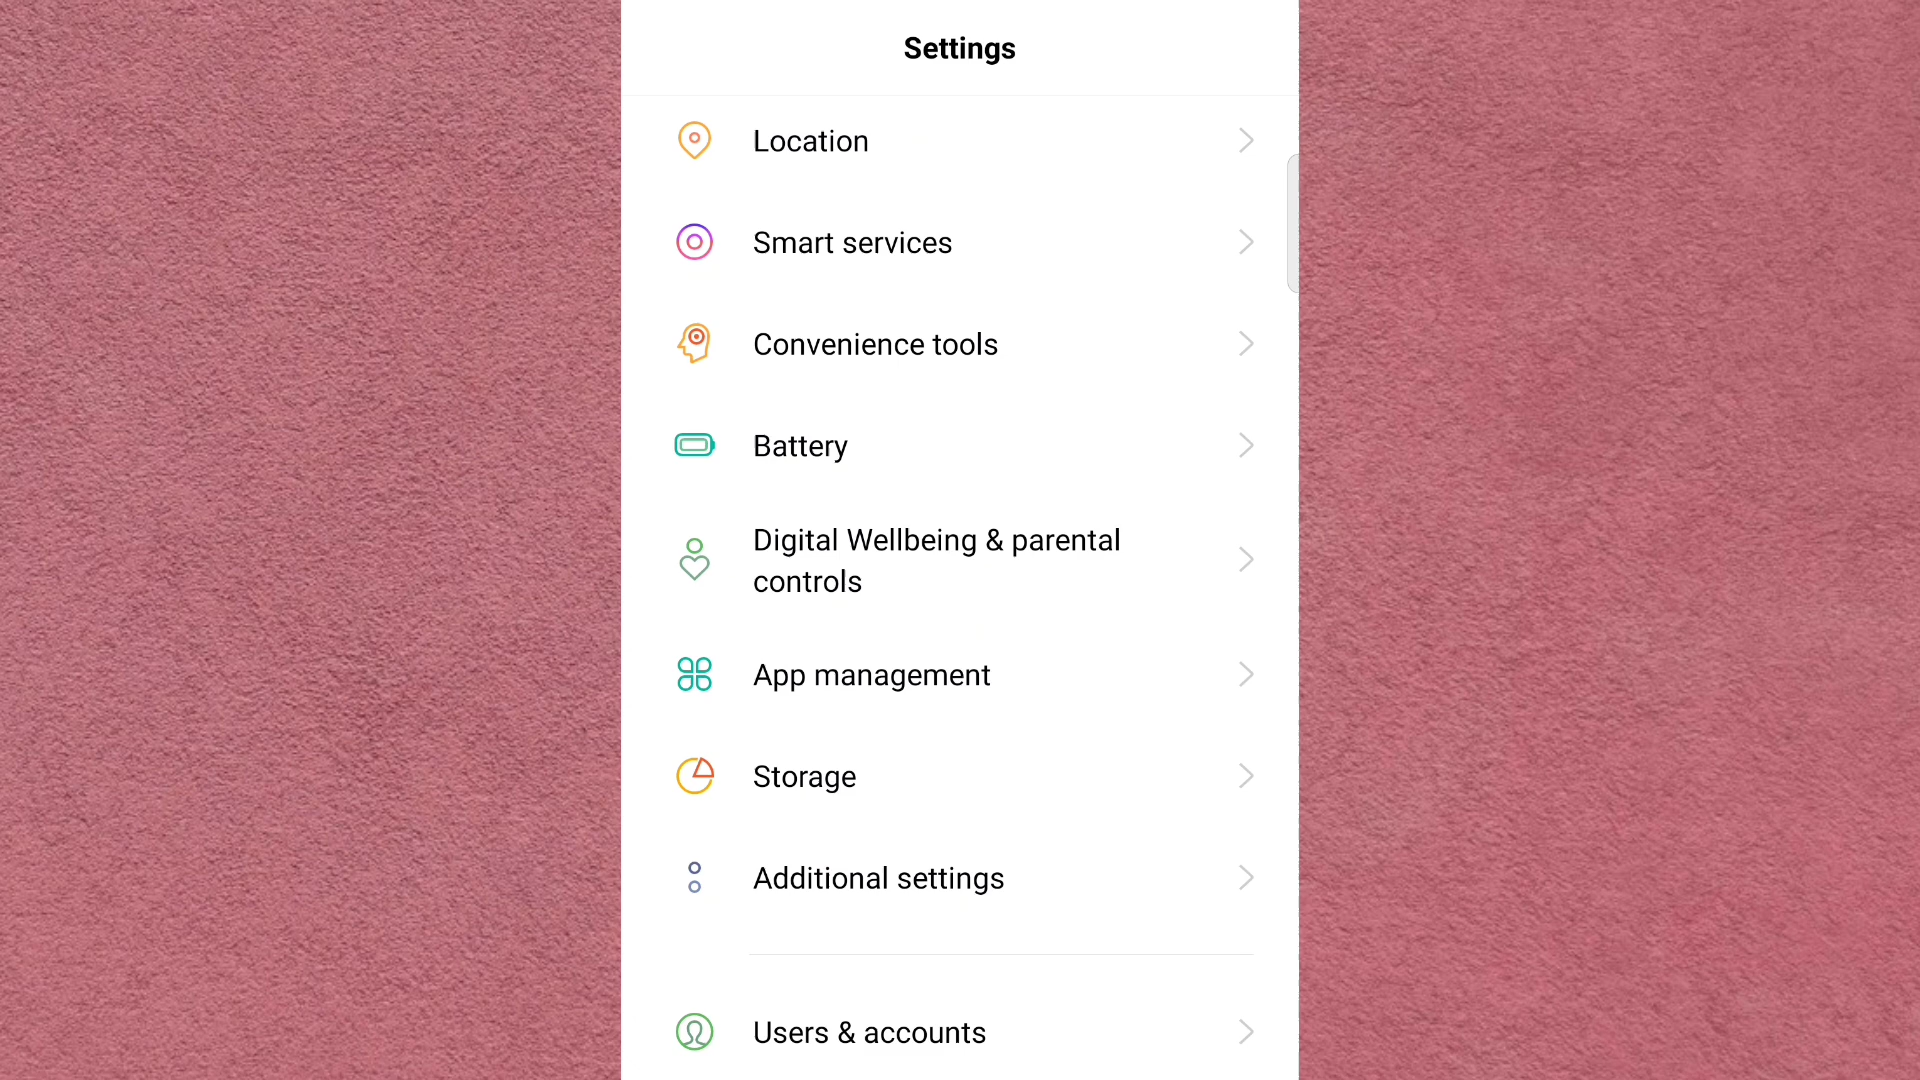 Settings
Location
Smart services
Convenience tools
Battery
Digital Wellbeing & parental
controls
App management
Storage
Additional settings
Users & accounts